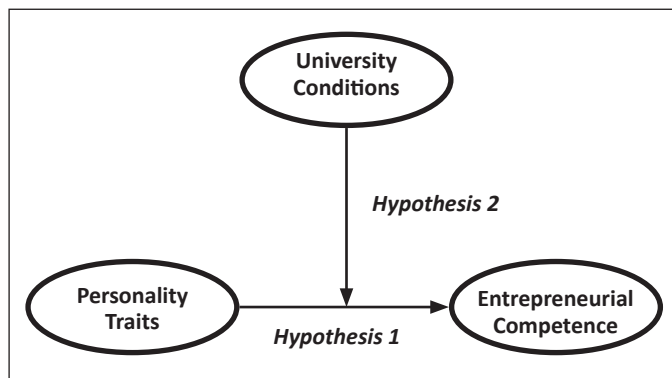 University
Conditions
Hypothesis 2
Personality
Traits
Entrepreneurial
Competence
Hypothesis 1